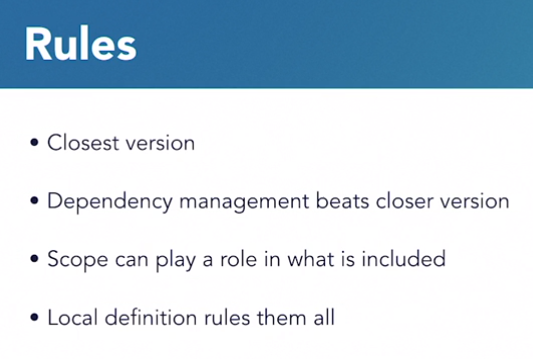 Rules
• Closest version
• Dependency management beats closer version
• Scope can play a role in what is included
• Local definition rules them all